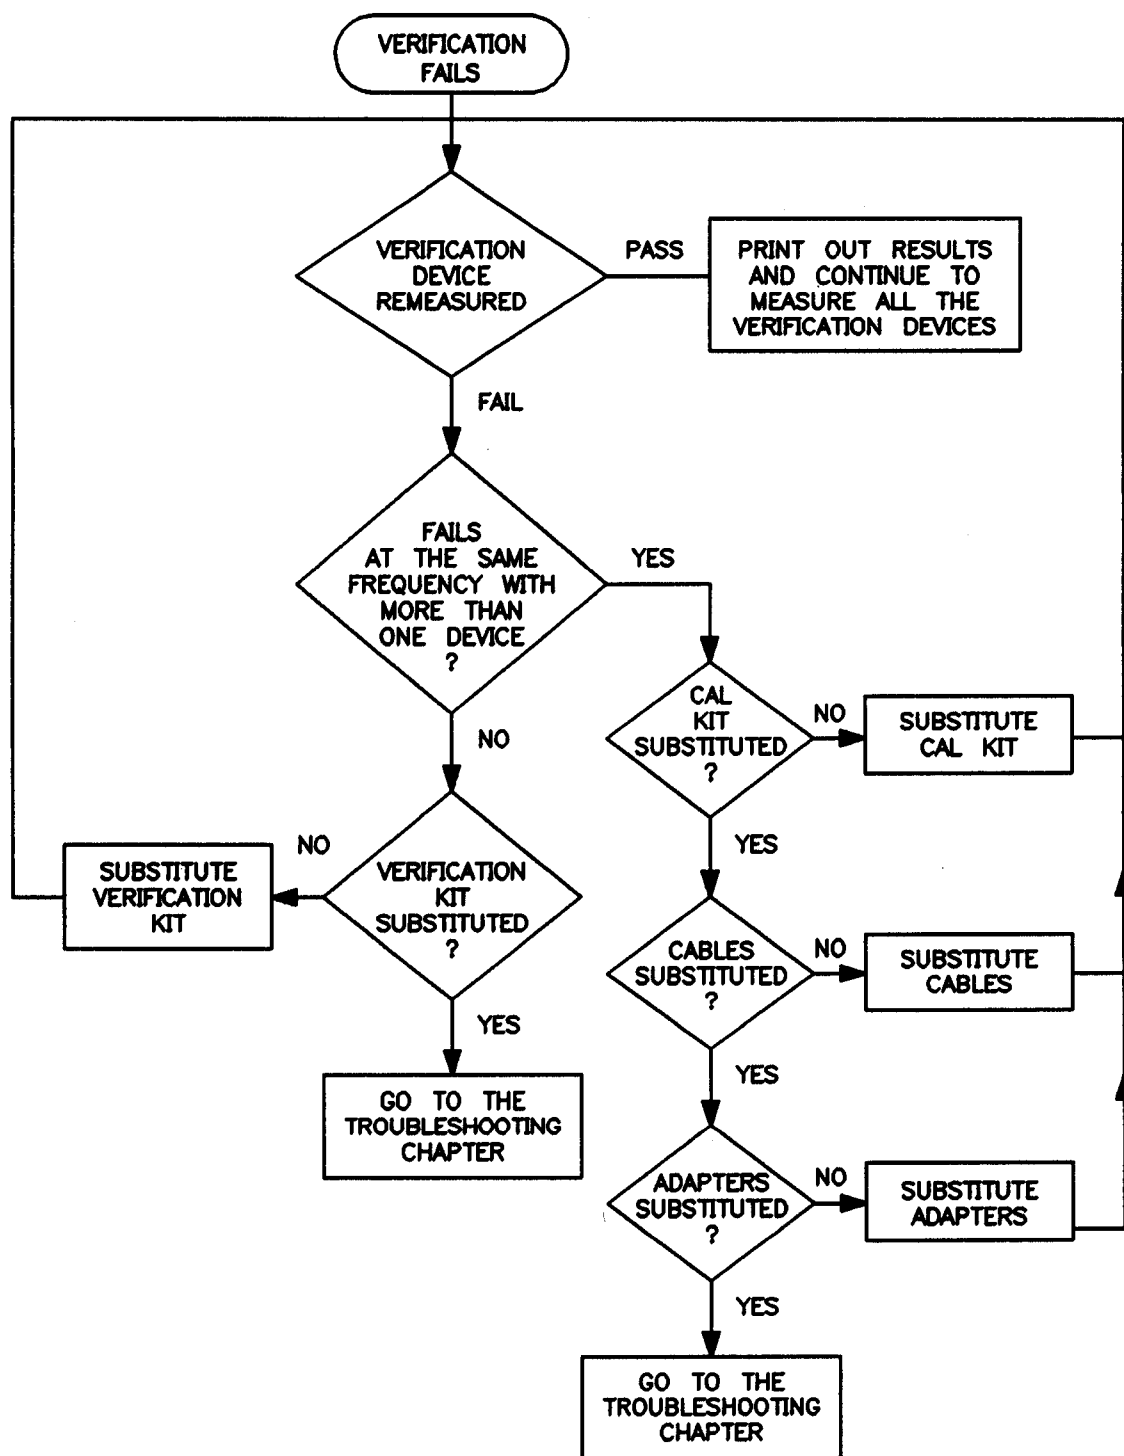 VERIFICATION
FAILS
VERIFICATION
DEVICE
REMEASURED
PASS
PRINT OUT RESULTS
AND CONTINUE TO
MEASURE ALL THE
VERIFICATION DEVICES
FAIL
FAILS
AT THE SAME
FREQUENCY WITH
MORE THAN
ONE DEVICE
?
YES
NO
CAL
KIT
SUBSTITUTED
?
NO
SUBSTITUTE
CAL KIT
YES
NO
SUBSTITUTE
VERIFICATION
KIT
VERIFICATION
KIT
SUBSTITUTED
?
CABLES
SUBSTITUTED
?
NO
SUBSTITUTE
CABLES
YES
YES
GO TO THE
TROUBLESHOOTING
CHAPTER
ADAPTERS
SUBSTITUTED
?
NO
SUBSTITUTE
ADAPTERS
YES
GO TO THE
TROUBLESHOOTING
CHAPTER